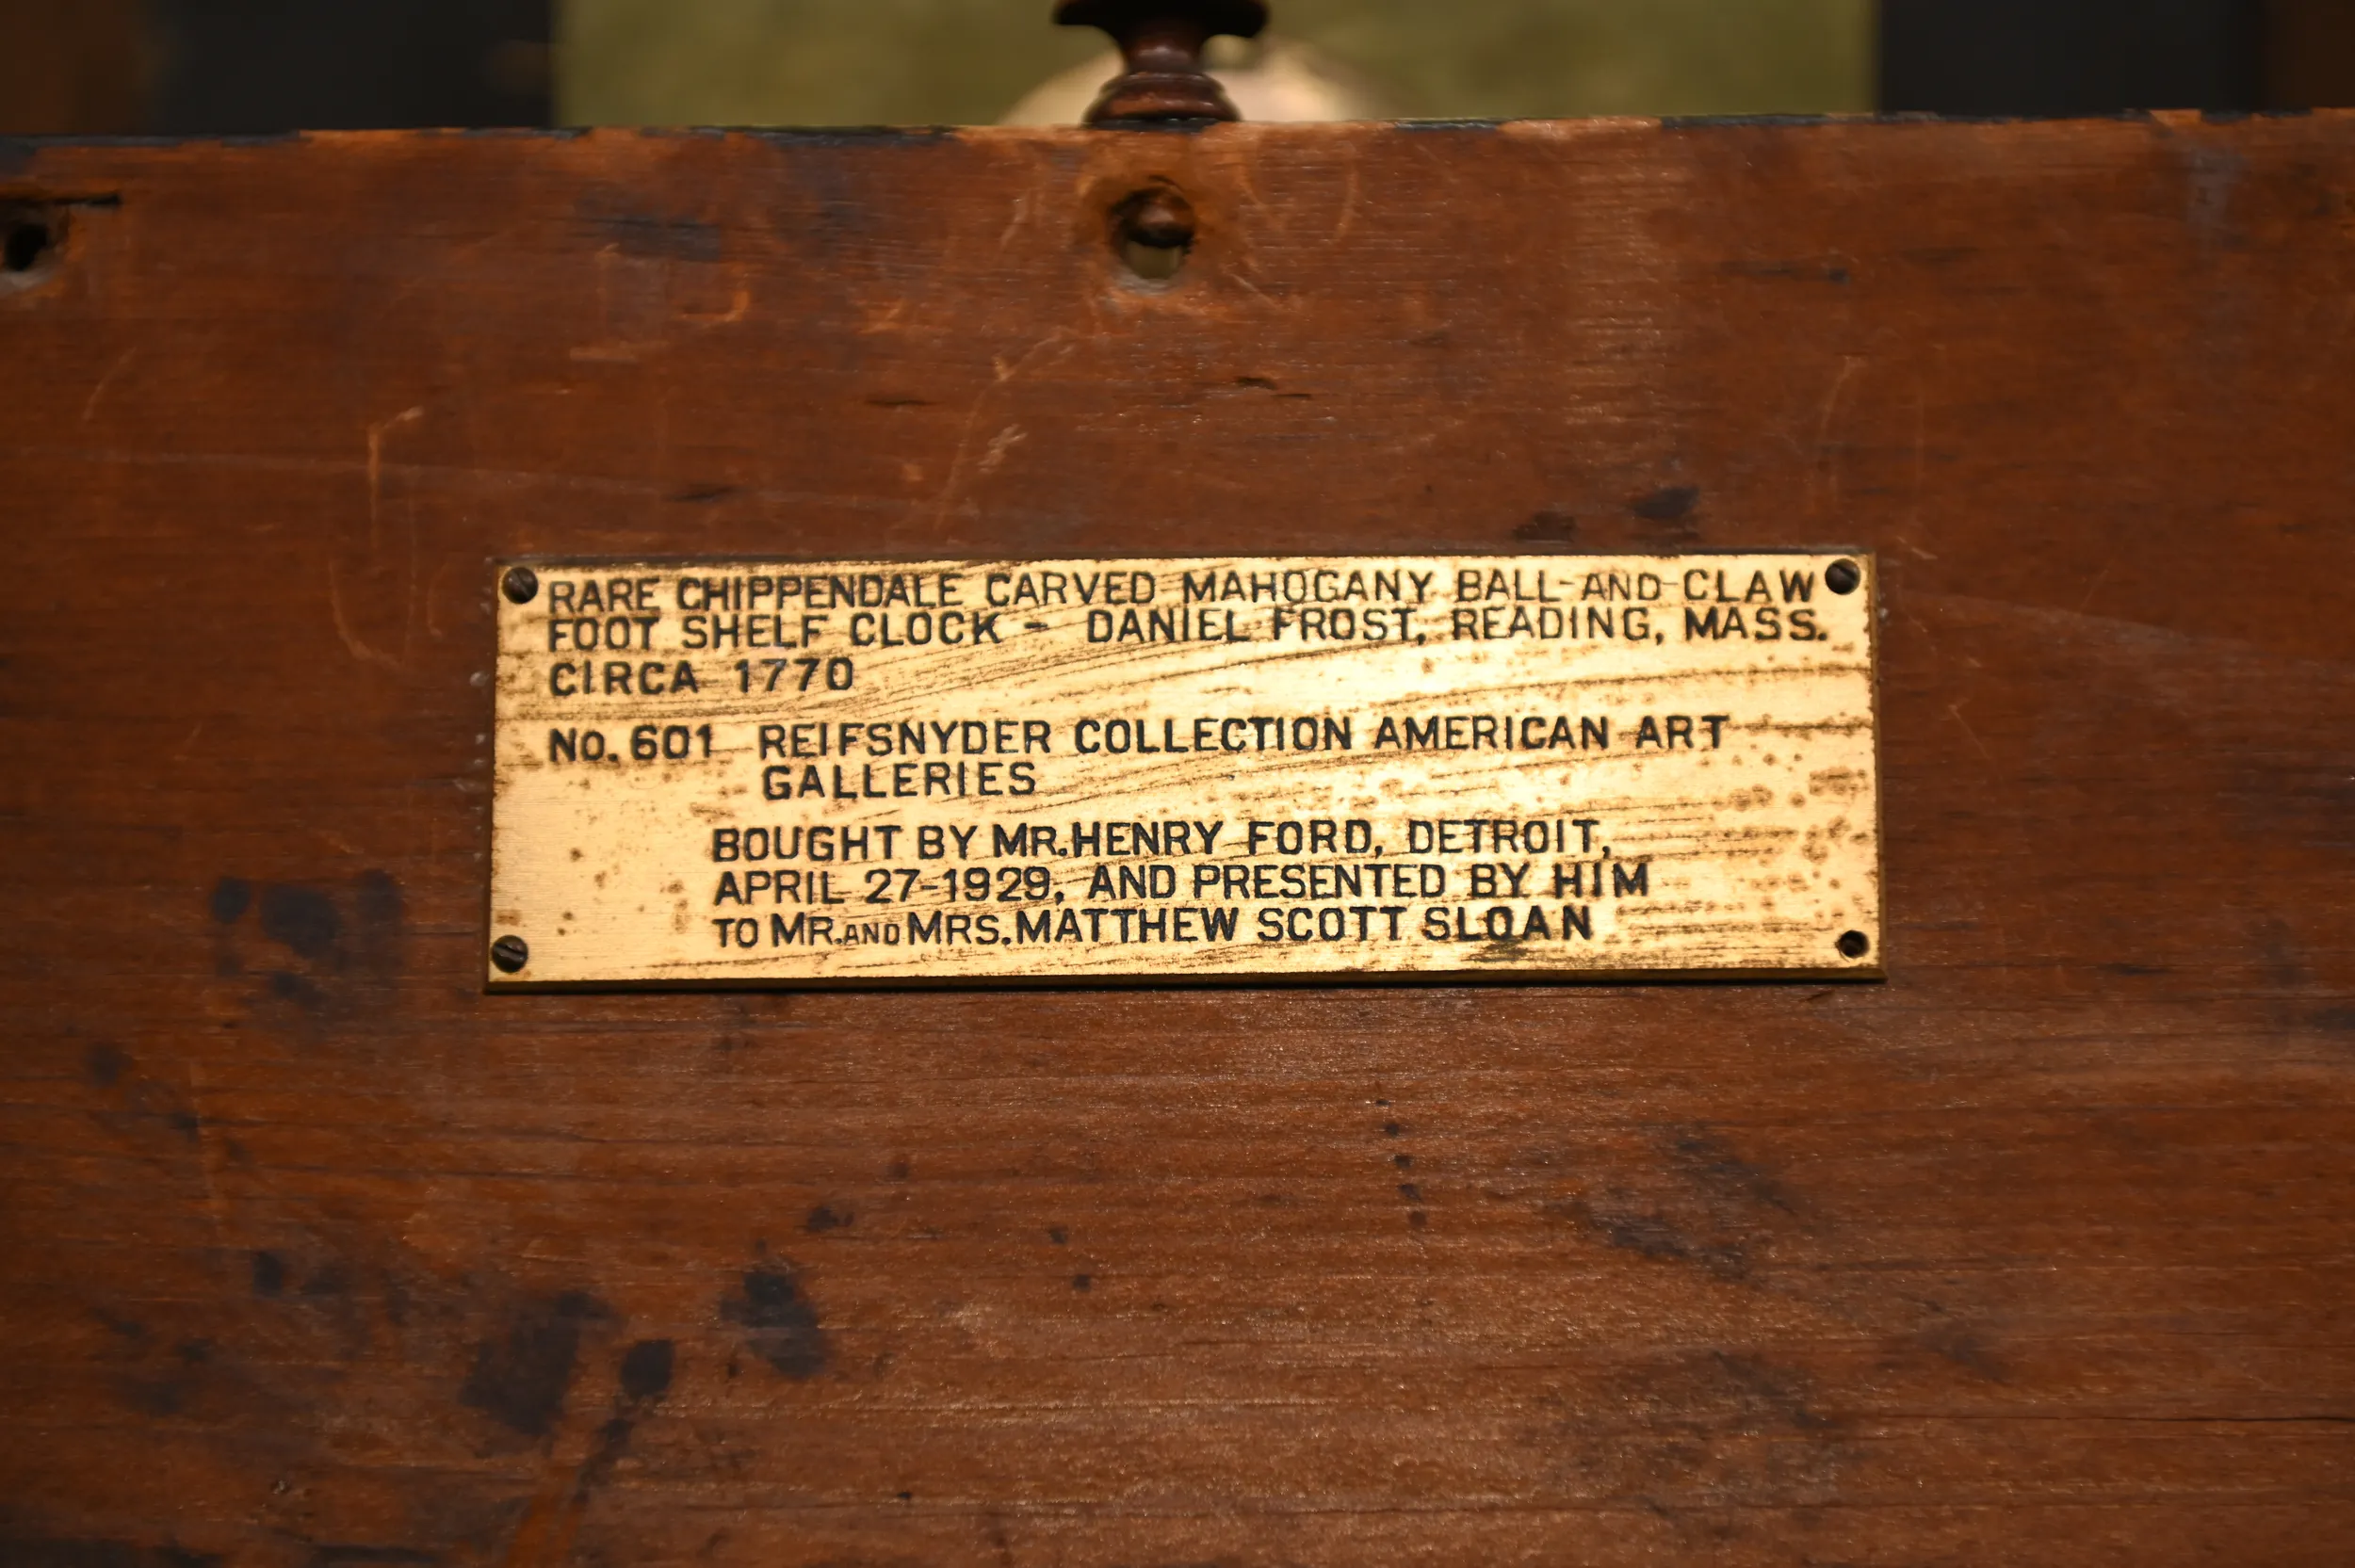 RARE CHIPPENDALE CARVED MAHOGANY BALL-AND-CLAW
FOOT SHELF CLOCK - DANIEL FROST, READING, MASS.
CIRCA 1770
No. 601 REIFSNYDER COLLECTION AMERICAN ART
GALLERIES
BOUGHT BY MR. HENRY FORD, DETROIT,
APRIL 27-1929, AND PRESENTED BY HIM
TO MR. AND MRS. MATTHEW SCOTT SLOAN